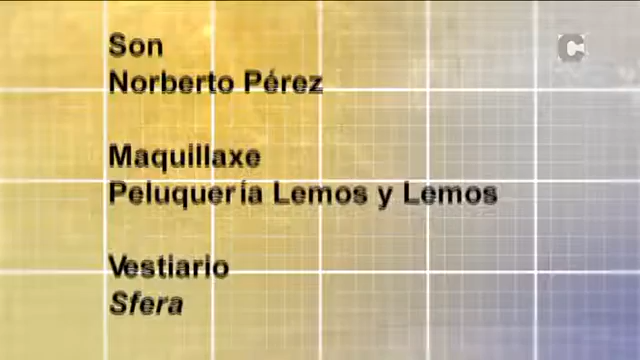 Son
Norberto Pérez
Maquillaxe
Peluquería Lemos y Lemos
Vestiario
Sfera